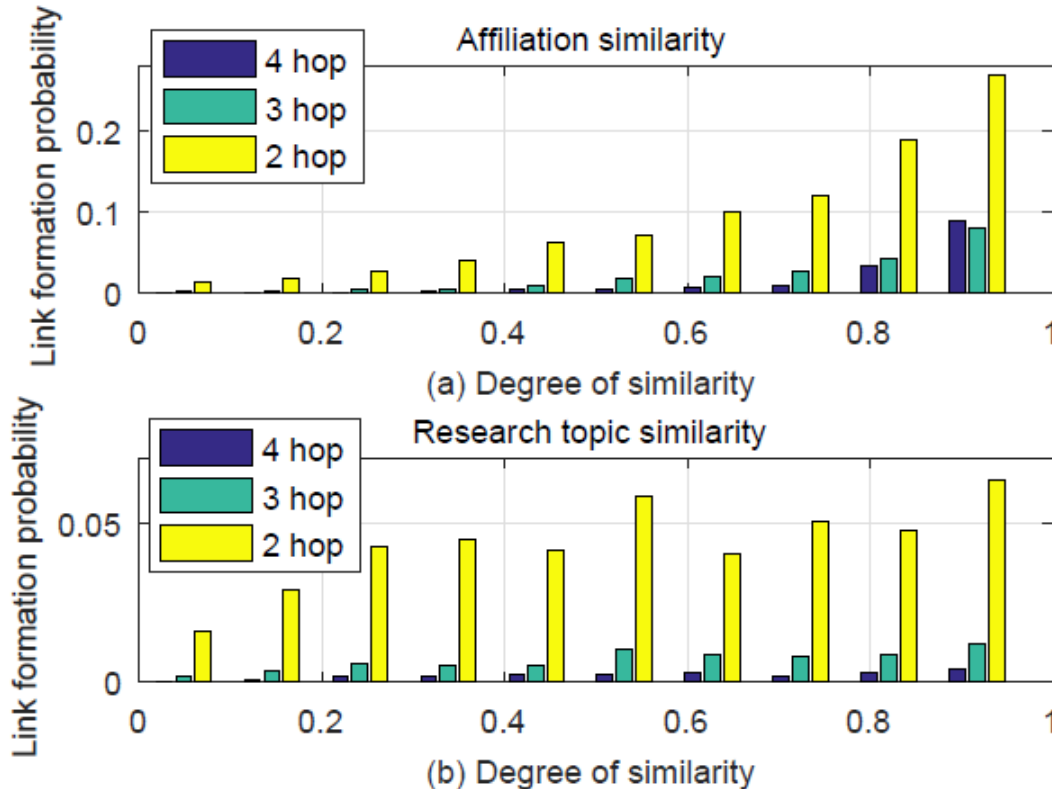 Affiliation similarity
4 hop
3 hop
2 hop
Link formation probability
0.2
0.1
0
0 0.2 0.4 0.6 0.8 1
(a) Degree of similarity
Research topic similarity
4 hop
3 hop
2 hop
Link formation probability
0.05
0
0 0.2 0.4 0.6 0.8 1
(b) Degree of similarity